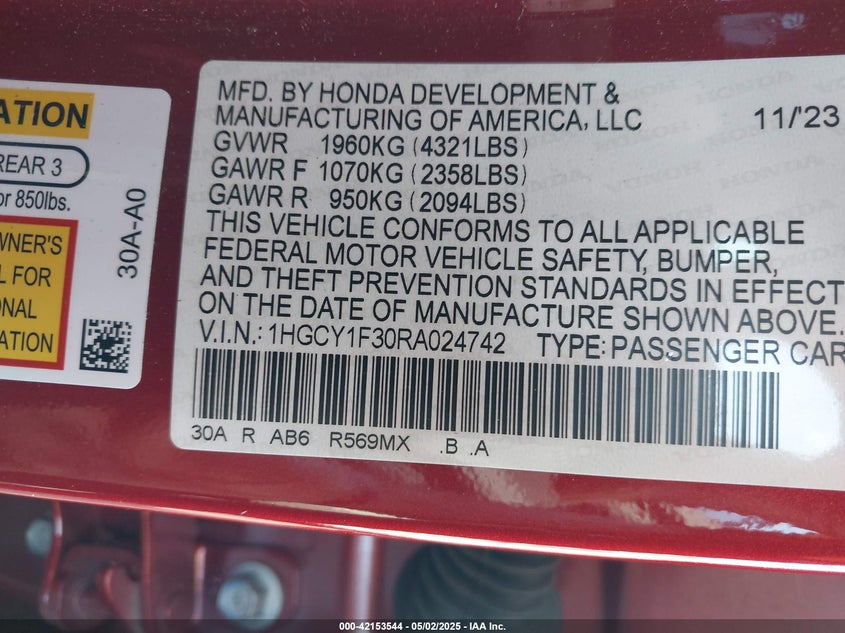 ATION
REAR 3
or 850lbs.
WNER'S
L FOR
ONAL
ATION
30A-A0
MFD. BY HONDA DEVELOPMENT &
MANUFACTURING OF AMERICA, LLC 11/'23
GVWR 1960KG (4321LBS)
GAWR F 1070KG (2358LBS)
GAWR R 950KG (2094LBS)
THIS VEHICLE CONFORMS TO ALL APPLICABLE
FEDERAL MOTOR VEHICLE SAFETY, BUMPER,
AND THEFT PREVENTION STANDARDS IN EFFECT
ON THE DATE OF MANUFACTURE SHOWN ABOVE.
V.I.N.: 1HGCY1F30RA024742 TYPE: PASSENGER CAR
30A R AB6 R569MX .B .A
000-42153544 - 05/02/2025 - IAA Inc.